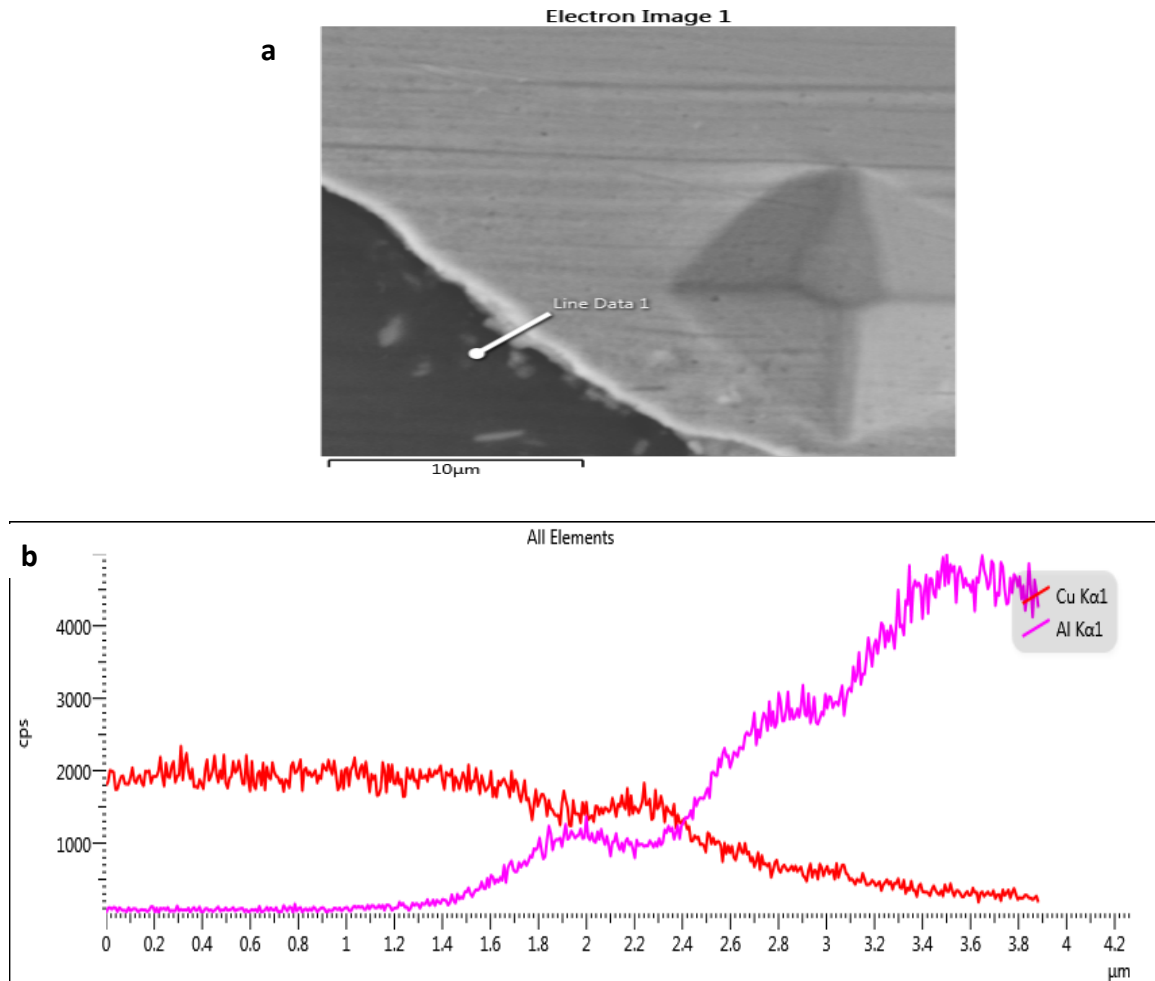 Electron Image 1
a
Line Data 1
10µm
b
All Elements
Cu Kα1
Al Kα1
4000
3000
2000
1000
cps
0 0.2 0.4 0.6 0.8 1 1.2 1.4 1.6 1.8 2 2.2 2.4 2.6 2.8 3 3.2 3.4 3.6 3.8 4 4.2
µm